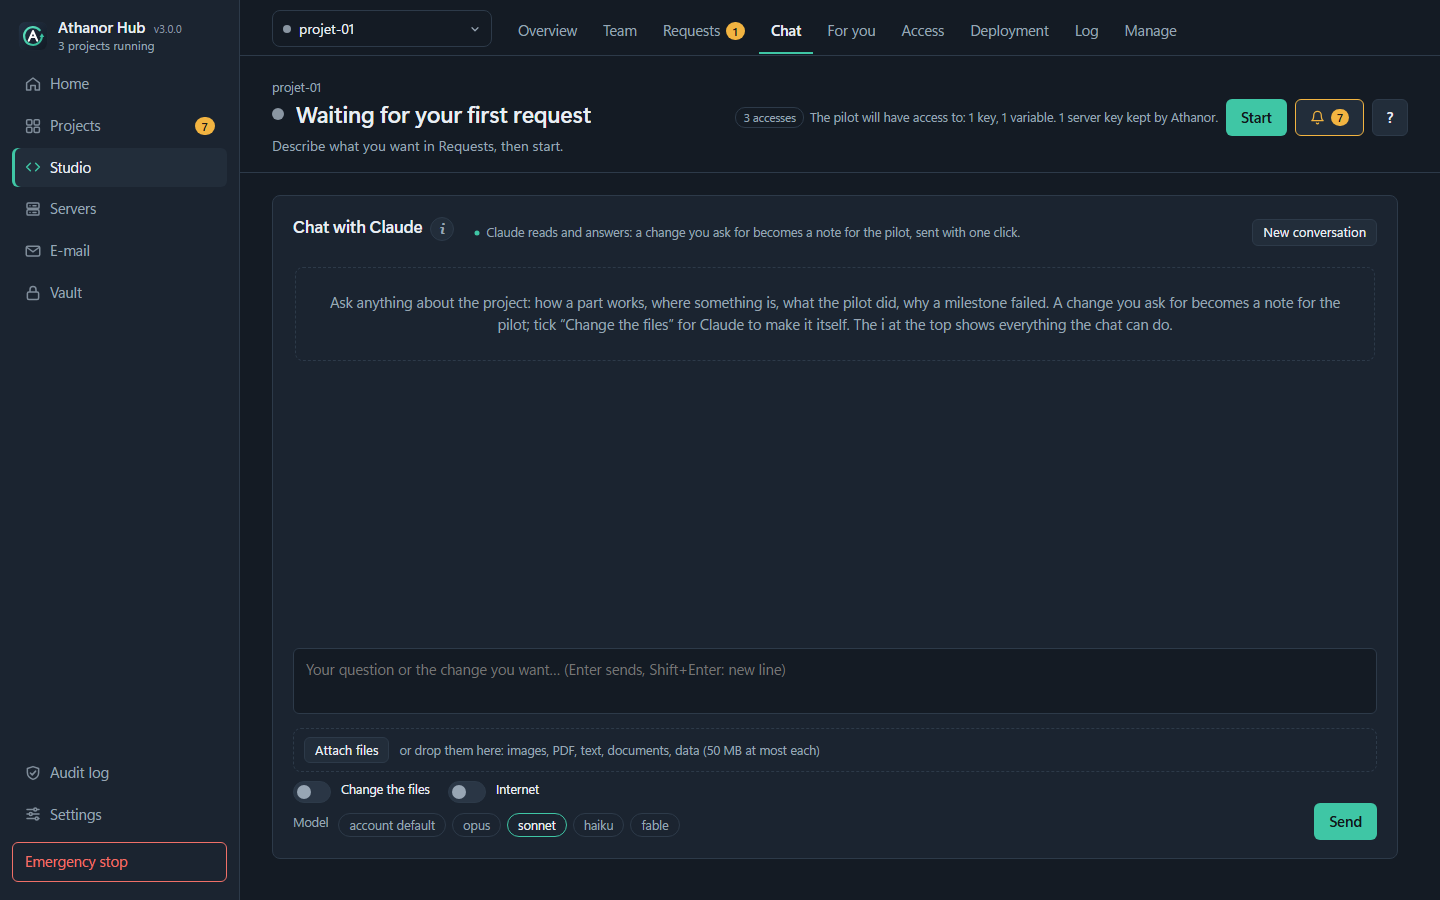 Athanor Hub v3.0.0
3 projects running
Home
Projects 7
Studio
Servers
E-mail
Vault
Audit log
Settings
Emergency stop
projet-01
Overview Team Requests 1 Chat For you Access Deployment Log Manage
projet-01
Waiting for your first request
Describe what you want in Requests, then start.
3 accesses The pilot will have access to: 1 key, 1 variable. 1 server key kept by Athanor. Start 7 ?
Chat with Claude i Claude reads and answers: a change you ask for becomes a note for the pilot, sent with one click. New conversation
Ask anything about the project: how a part works, where something is, what the pilot did, why a milestone failed. A change you ask for becomes a note for the
pilot; tick “Change the files” for Claude to make it itself. The i at the top shows everything the chat can do.
Your question or the change you want... (Enter sends, Shift+Enter: new line)
Attach files or drop them here: images, PDF, text, documents, data (50 MB at most each)
Change the files Internet
Model account default opus sonnet haiku fable
Send